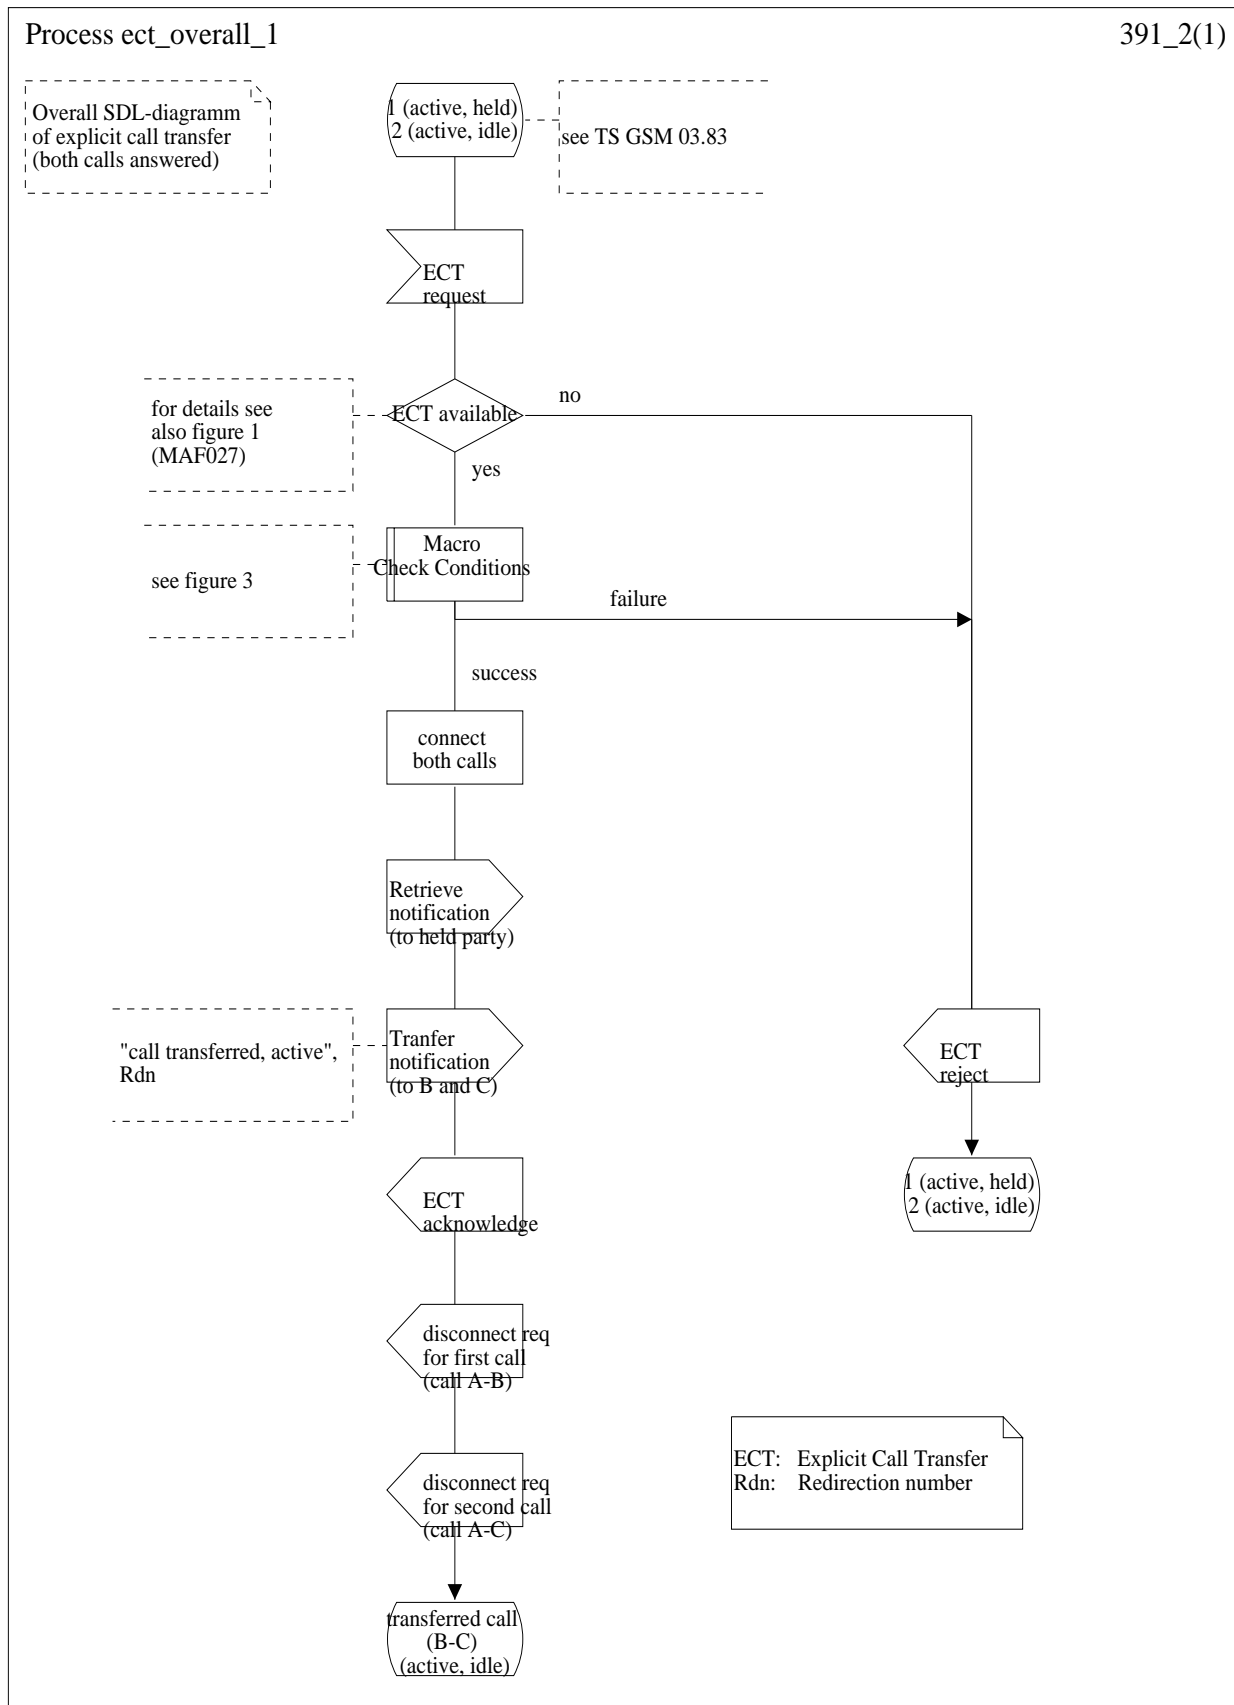 Process ect_overall_1
391_2(1)
Overall SDL-diagramm
of explicit call transfer
(both calls answered)
1 (active, held)
2 (active, idle)
see TS GSM 03.83
ECT
request
for details see
also figure 1
(MAF027)
ECT available
no
yes
see figure 3
Macro
Check Conditions
failure
success
connect
both calls
Retrieve
notification
(to held party)
"call transferred, active",
Rdn
Tranfer
notification
(to B and C)
ECT
reject
ECT
acknowledge
1 (active, held)
2 (active, idle)
disconnect req
for first call
(call A-B)
disconnect req
for second call
(call A-C)
ECT: Explicit Call Transfer
Rdn: Redirection number
transferred call
(B-C)
(active, idle)